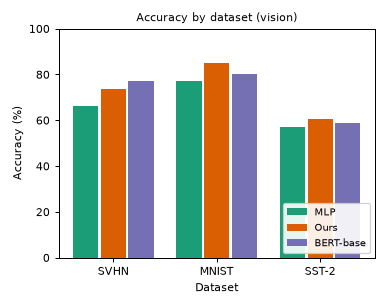 Accuracy by dataset (vision)
100
80
60
40
20
0
Accuracy (%)
SVHN
MNIST
SST-2
Dataset
MLP
Ours
BERT-base